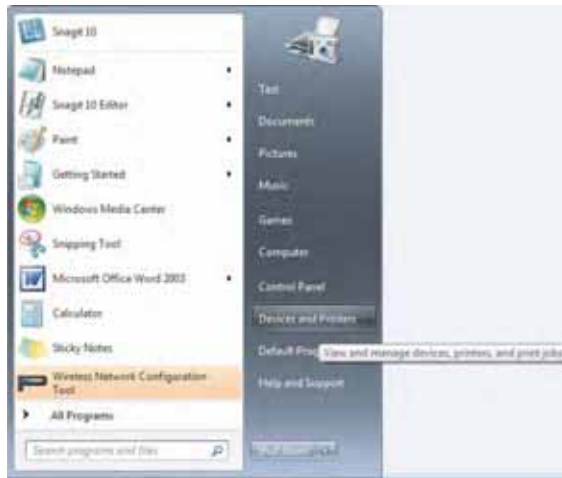 Snagit 10
Notepad
Snagit 10 Editor
Paint
Getting Started
Windows Media Center
Snipping Tool
Microsoft Office Word 2003
Calculator
Sticky Notes
Wireless Network Configuration
Tool
All Programs
Search programs and files
Test
Documents
Pictures
Music
Games
Computer
Control Panel
Devices and Printers
Default Prog
View and manage devices, printers, and print jobs
Help and Support